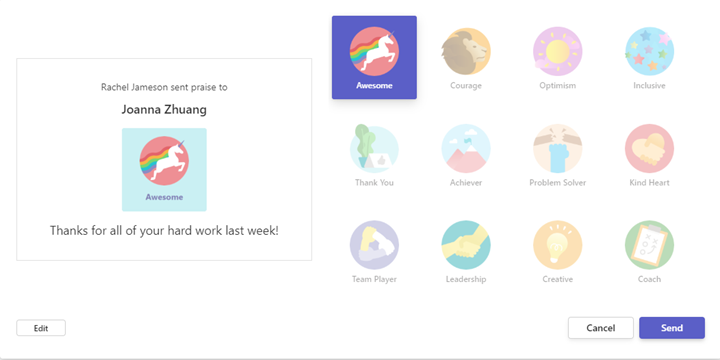 Rachel Jameson sent praise to
Joanna Zhuang
Awesome
Thanks for all of your hard work last week!
Awesome
Courage
Optimism
Inclusive
Thank You
Achiever
Problem Solver
Kind Heart
Team Player
Leadership
Creative
Coach
Edit
Cancel
Send